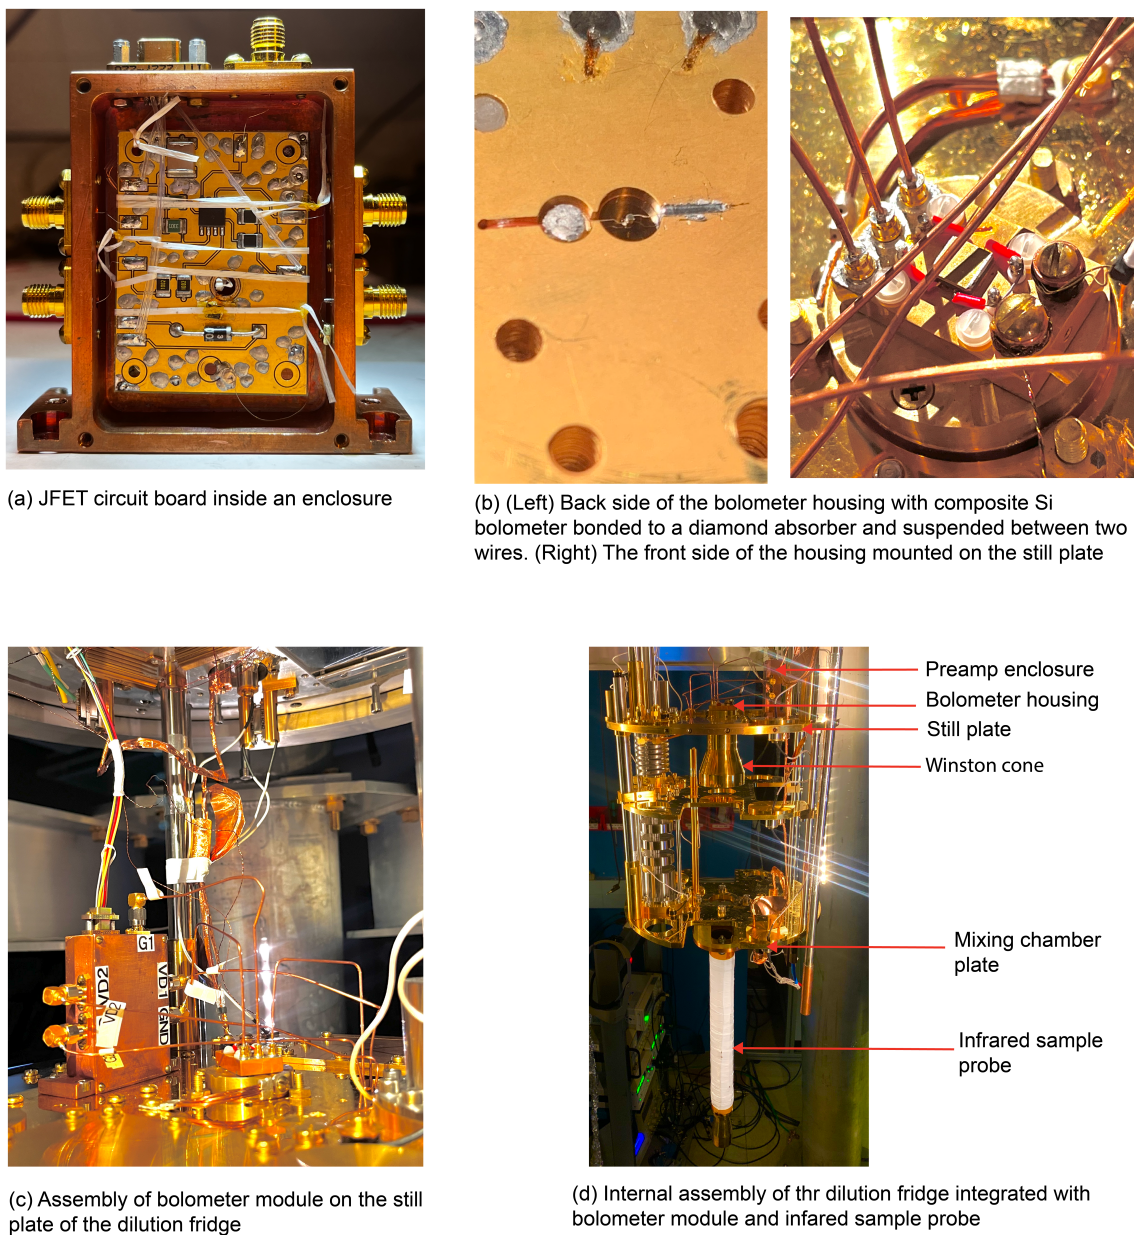 (a) JFET circuit board inside an enclosure
(b) (Left) Back side of the bolometer housing with composite Si
bolometer bonded to a diamond absorber and suspended between two
wires. (Right) The front side of the housing mounted on the still plate
G1
VD2
VD2
VD1
GND
(c) Assembly of bolometer module on the still
plate of the dilution fridge
Preamp enclosure
Bolometer housing
Still plate
Winston cone
Mixing chamber
plate
Infrared sample
probe
(d) Internal assembly of thr dilution fridge integrated with
bolometer module and infared sample probe